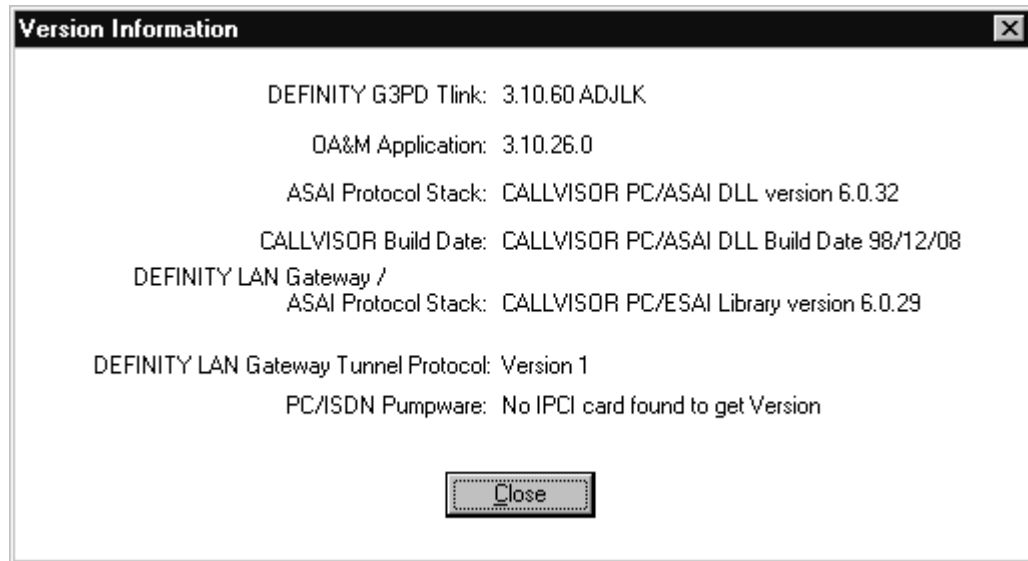 Version Information
DEFINITY G3PD Tlink: 3.10.60 ADJLK
OA&M Application: 3.10.26.0
ASAI Protocol Stack: CALLVISOR PC/ASAI DLL version 6.0.32
CALLVISOR Build Date: CALLVISOR PC/ASAI DLL Build Date 98/12/08
DEFINITY LAN Gateway /
ASAI Protocol Stack: CALLVISOR PC/ESAI Library version 6.0.29
DEFINITY LAN Gateway Tunnel Protocol: Version 1
PC/ISDN Pumpware: No IPCI card found to get Version
Close